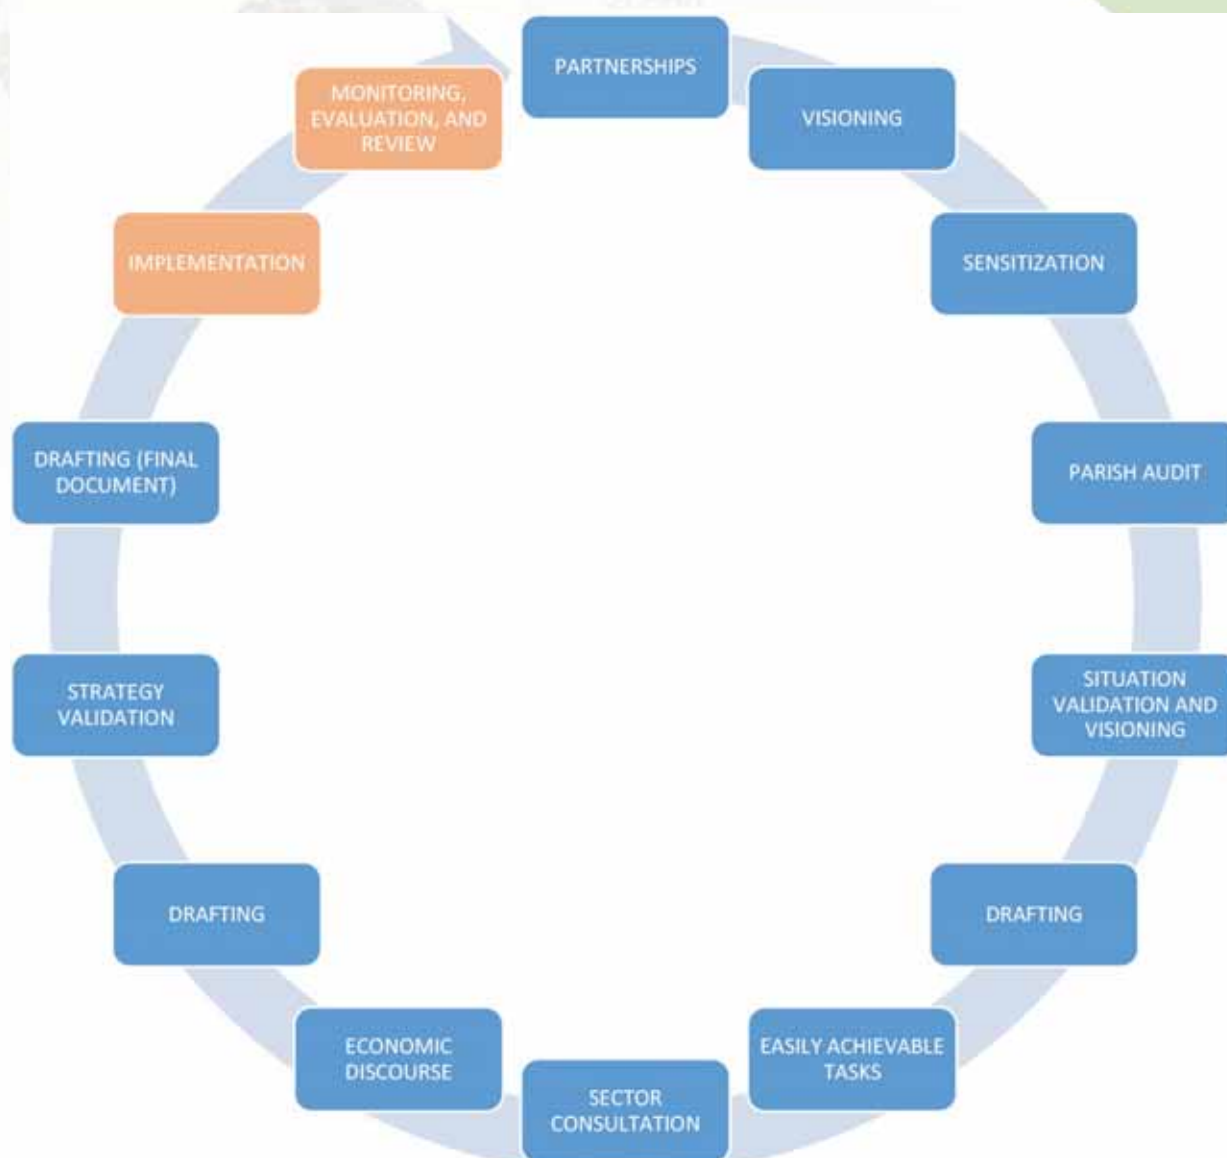 PARTNERSHIPS
VISIONING
SENSITIZATION
PARISH AUDIT
SITUATION
VALIDATION AND
VISIONING
DRAFTING
EASILY ACHIEVABLE
TASKS
SECTOR
CONSULTATION
ECONOMIC
DISCOURSE
DRAFTING
STRATEGY
VALIDATION
DRAFTING (FINAL
DOCUMENT)
IMPLEMENTATION
MONITORING,
EVALUATION, AND
REVIEW